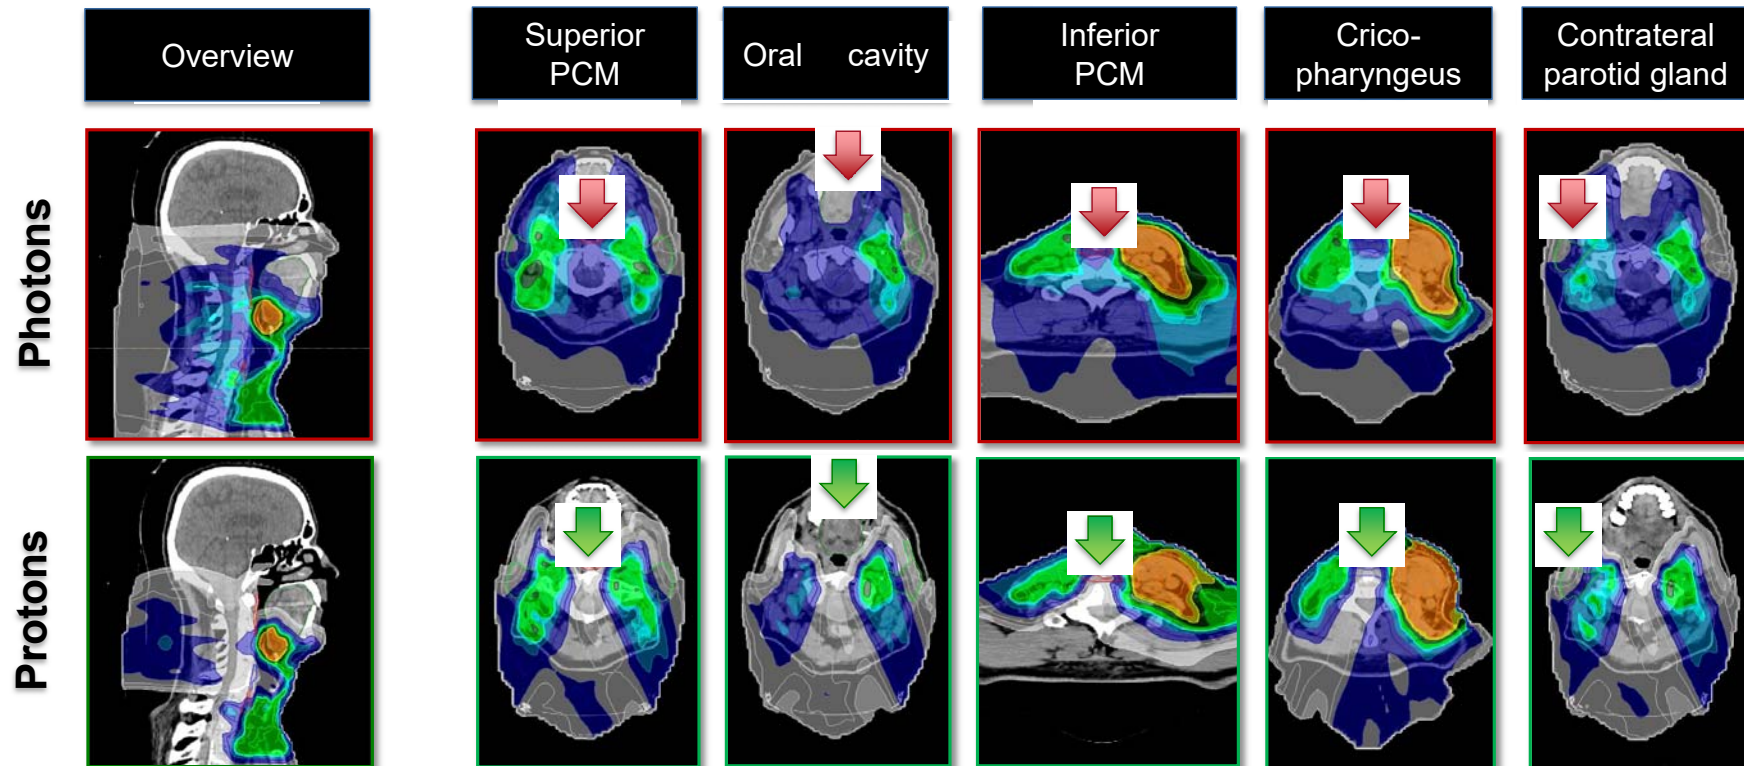 Overview
Superior
PCM
Oral cavity
Inferior
PCM
Crico-
pharyngeus
Contrateral
parotid gland
Photons
Protons